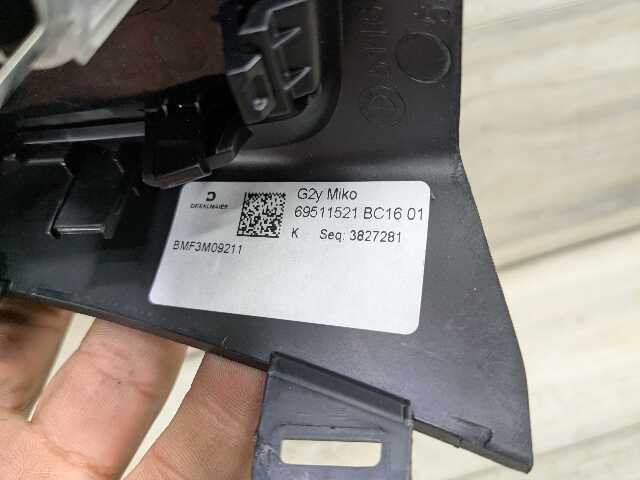 DRÄXLMAIER
G2y Miko
69511521 BC16 01
K Seq: 3827281
BMF3M09211